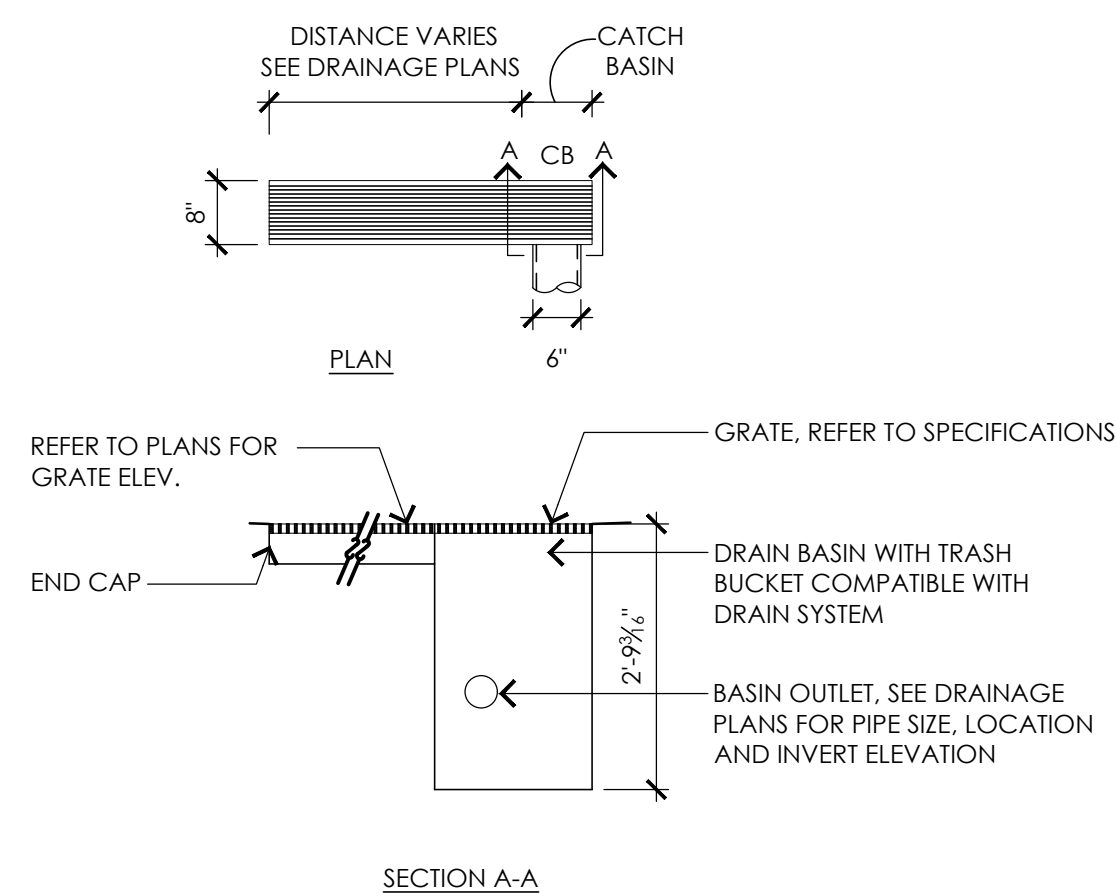 DISTANCE VARIES
SEE DRAINAGE PLANS
CATCH
BASIN
A
CB
A
8"
6"
PLAN
REFER TO PLANS FOR
GRATE ELEV.
GRATE, REFER TO SPECIFICATIONS
END CAP
DRAIN BASIN WITH TRASH
BUCKET COMPATIBLE WITH
DRAIN SYSTEM
2'-9³⁄₁₆"
BASIN OUTLET, SEE DRAINAGE
PLANS FOR PIPE SIZE, LOCATION
AND INVERT ELEVATION
SECTION A-A